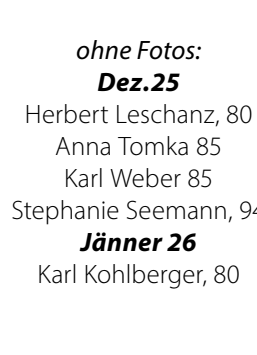 ohne Fotos:
Dez.25
Herbert Leschanz, 80
Anna Tomka 85
Karl Weber 85
Stephanie Seemann, 94
Jänner 26
Karl Kohlberger, 80